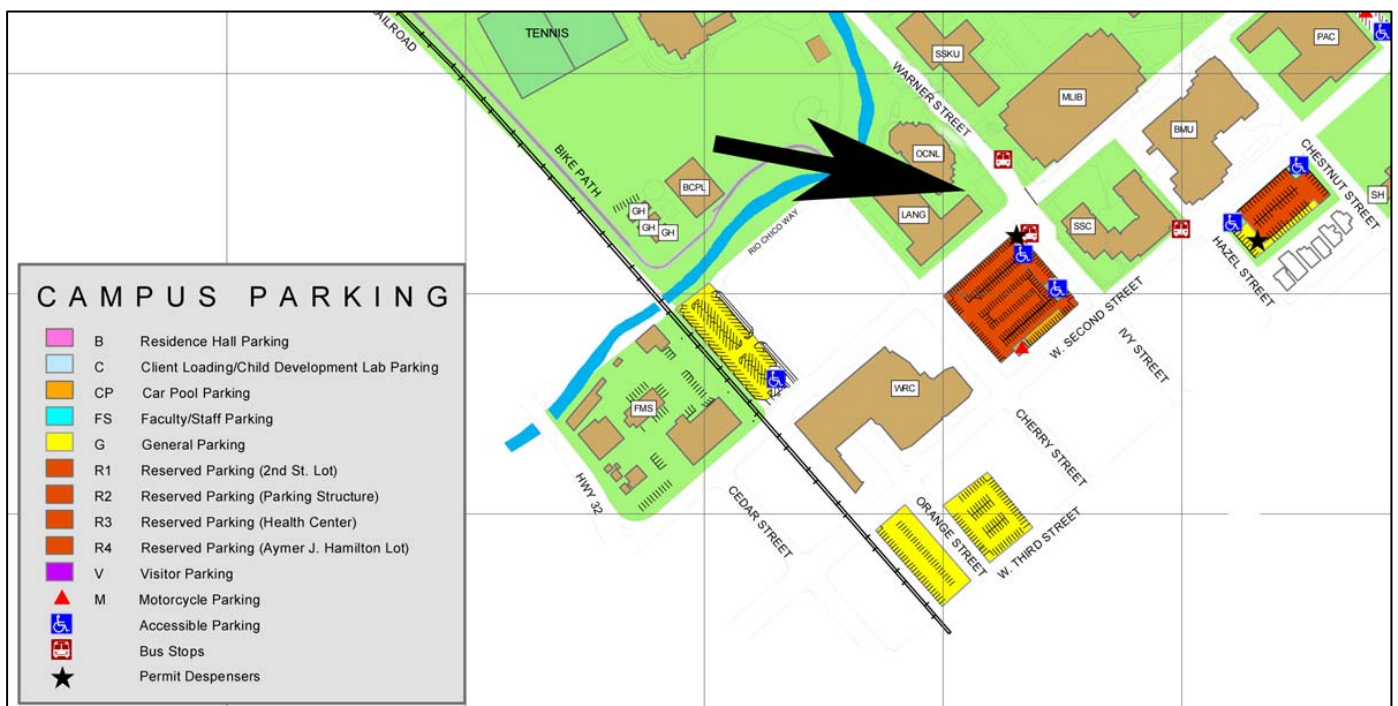 RAILROAD
TENNIS
PAC
SSKU
WARNER STREET
MLIB
BMU
OCNL
BIKE PATH
BCPL
CHESTNUT STREET
SH
GH
GH
GH
LANG
SSC
RIO CHICO WAY
HAZEL STREET
W. SECOND STREET
IVY STREET
WRC
FMS
CHERRY STREET
HWY 32
CEDAR STREET
ORANGE STREET
W. THIRD STREET
CAMPUS PARKING
B Residence Hall Parking
C Client Loading/Child Development Lab Parking
CP Car Pool Parking
FS Faculty/Staff Parking
G General Parking
R1 Reserved Parking (2nd St. Lot)
R2 Reserved Parking (Parking Structure)
R3 Reserved Parking (Health Center)
R4 Reserved Parking (Aymer J. Hamilton Lot)
V Visitor Parking
M Motorcycle Parking
Accessible Parking
Bus Stops
Permit Despensers